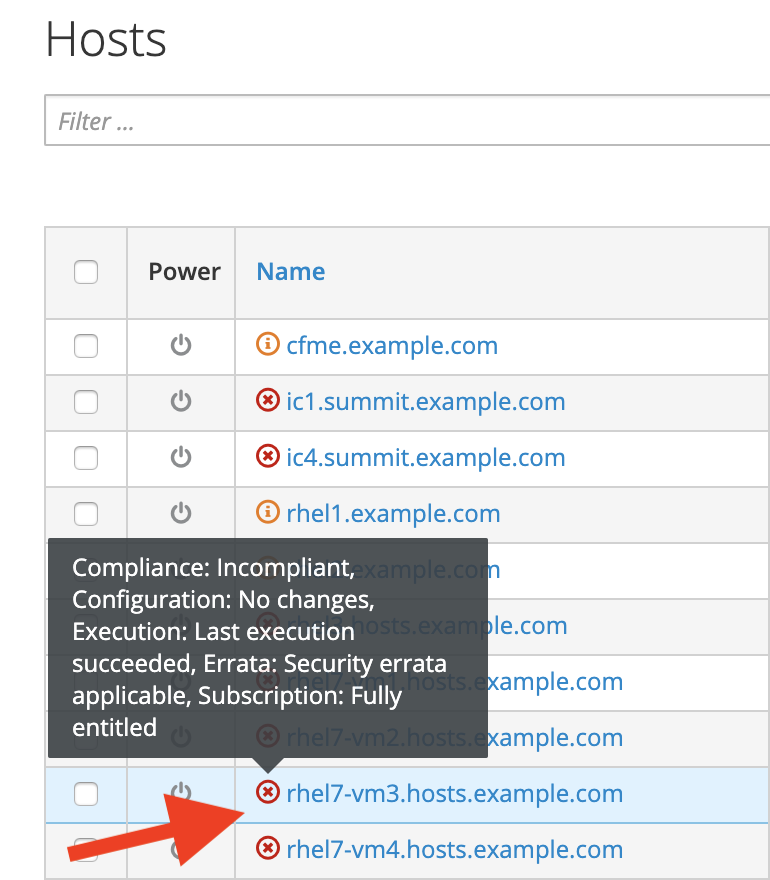 Hosts
Filter ...
Power
Name
cfme.example.com
ic1.summit.example.com
ic4.summit.example.com
rhel1.example.com
Compliance: Incompliant,
Configuration: No changes,
Execution: Last execution
succeeded, Errata: Security errata
applicable, Subscription: Fully
entitled
example.com
hosts.example.com
rhel7-vm1.hosts.example.com
rhel7-vm2.hosts.example.com
rhel7-vm3.hosts.example.com
rhel7-vm4.hosts.example.com